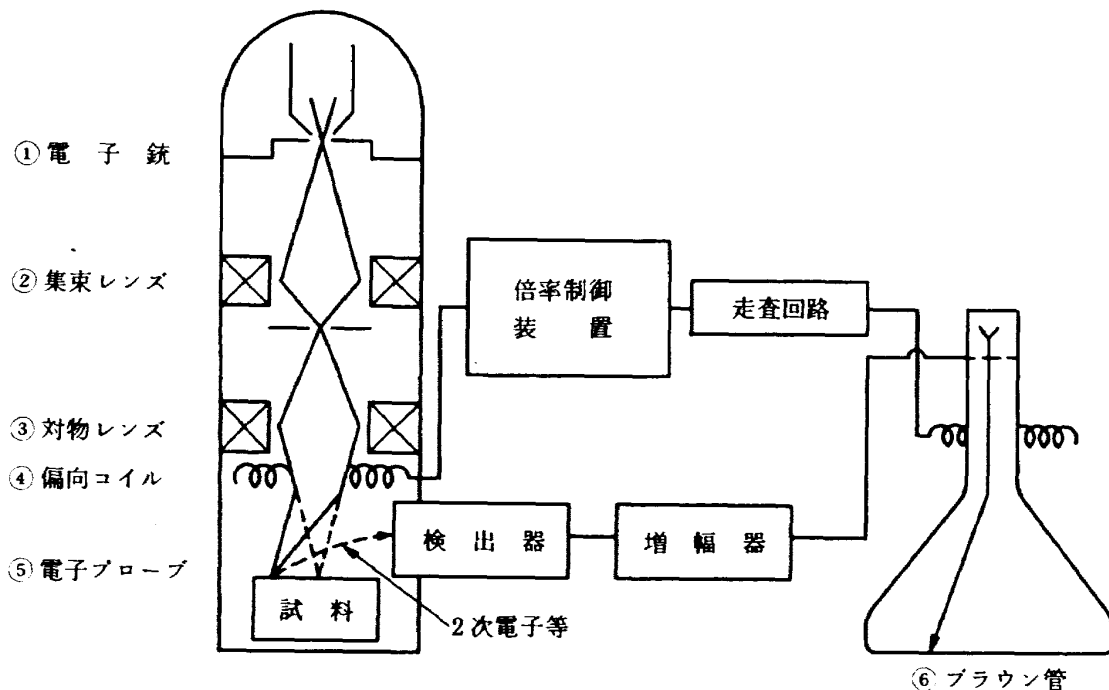 ① 電子銃
② 集束レンズ
③ 対物レンズ
④ 偏向コイル
⑤ 電子プローブ
試料
倍率制御
装置
走査回路
検出器
増幅器
2次電子等
⑥ ブラウン管